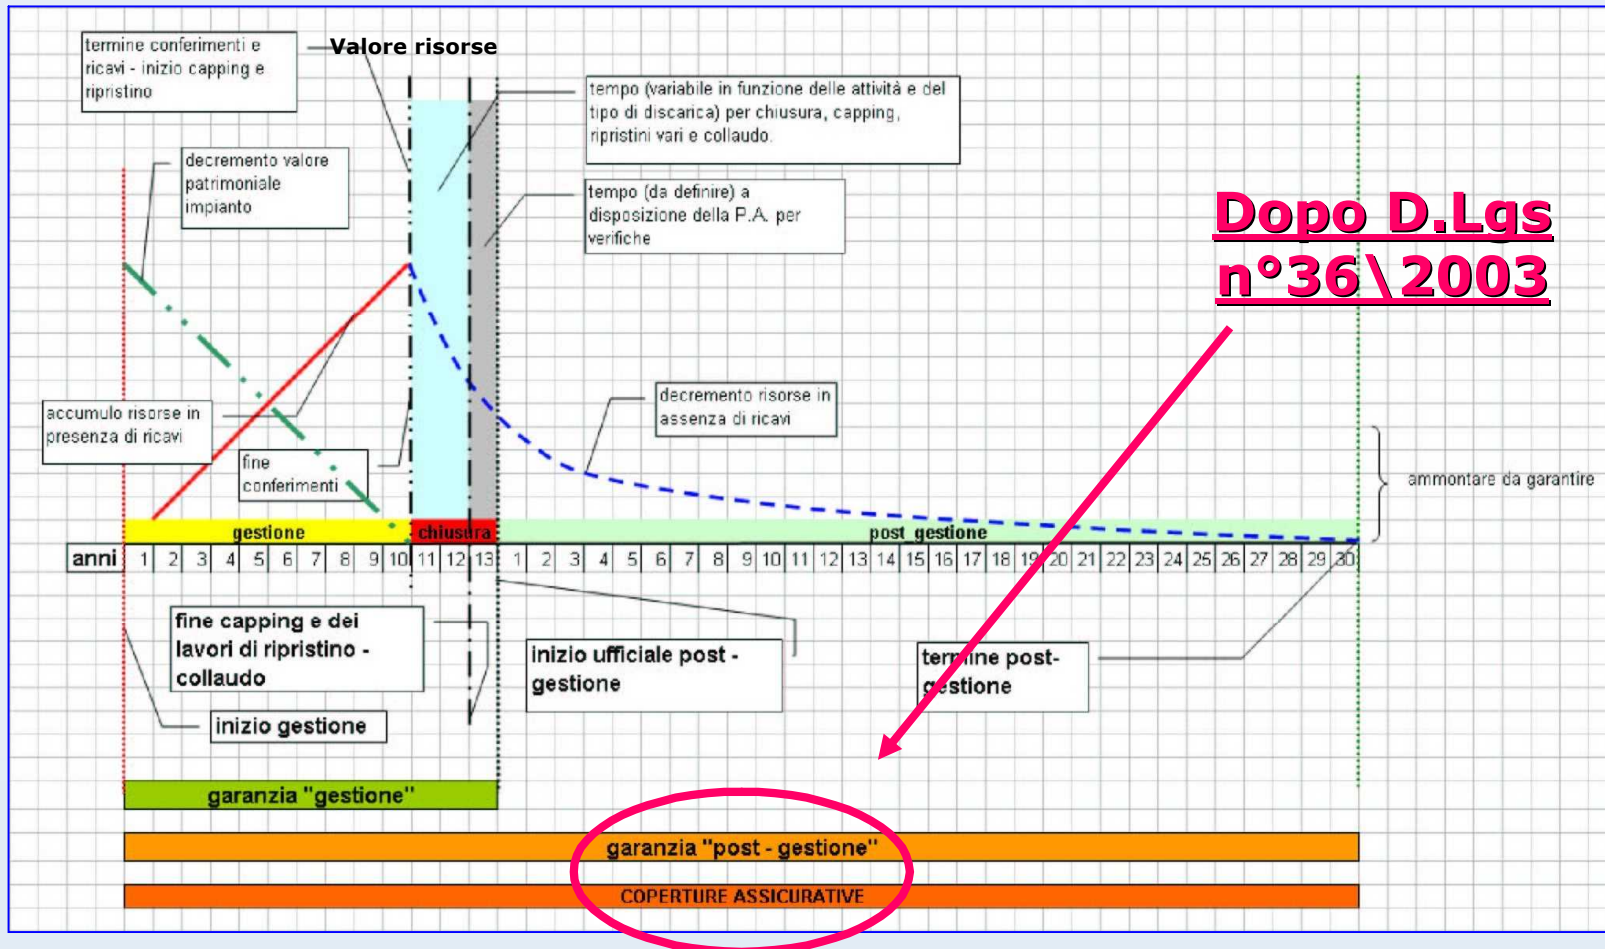 termine conferimenti e
ricavi - inizio capping e
ripristino
Valore risorse
tempo (variabile in funzione delle attività e del
tipo di discarica) per chiusura, capping,
ripristini vari e collaudo.
decremento valore
patrimoniale
impianto
tempo (da definire) a
disposizione della P.A. per
verifiche
Dopo D.Lgs
n°36\2003
accumulo risorse in
presenza di ricavi
decremento risorse in
assenza di ricavi
fine
conferimenti
ammontare da garantire
gestione chiusura post_gestione
anni 1 2 3 4 5 6 7 8 9 10 11 12 13 1 2 3 4 5 6 7 8 9 10 11 12 13 14 15 16 17 18 19 20 21 22 23 24 25 26 27 28 29 30
fine capping e dei
lavori di ripristino -
collaudo
inizio ufficiale post -
gestione
termine post-
gestione
inizio gestione
garanzia "gestione"
garanzia "post - gestione"
COPERTURE ASSICURATIVE